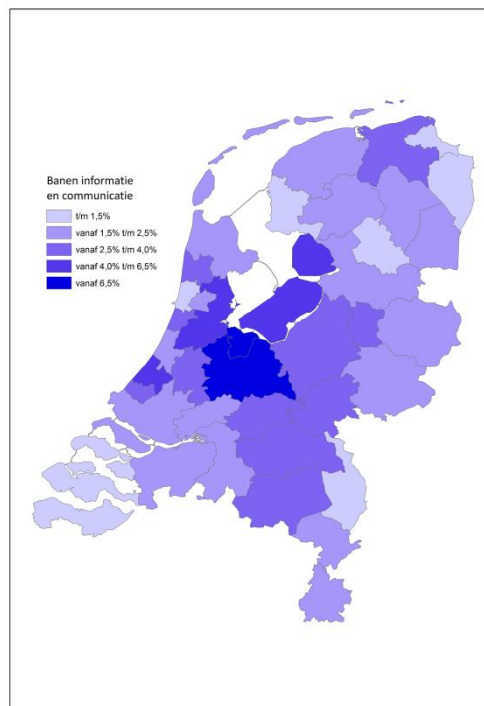 Banen informatie
en communicatie
t/m 1,5%
vanaf 1,5% t/m 2,5%
vanaf 2,5% t/m 4,0%
vanaf 4,0% t/m 6,5%
vanaf 6,5%